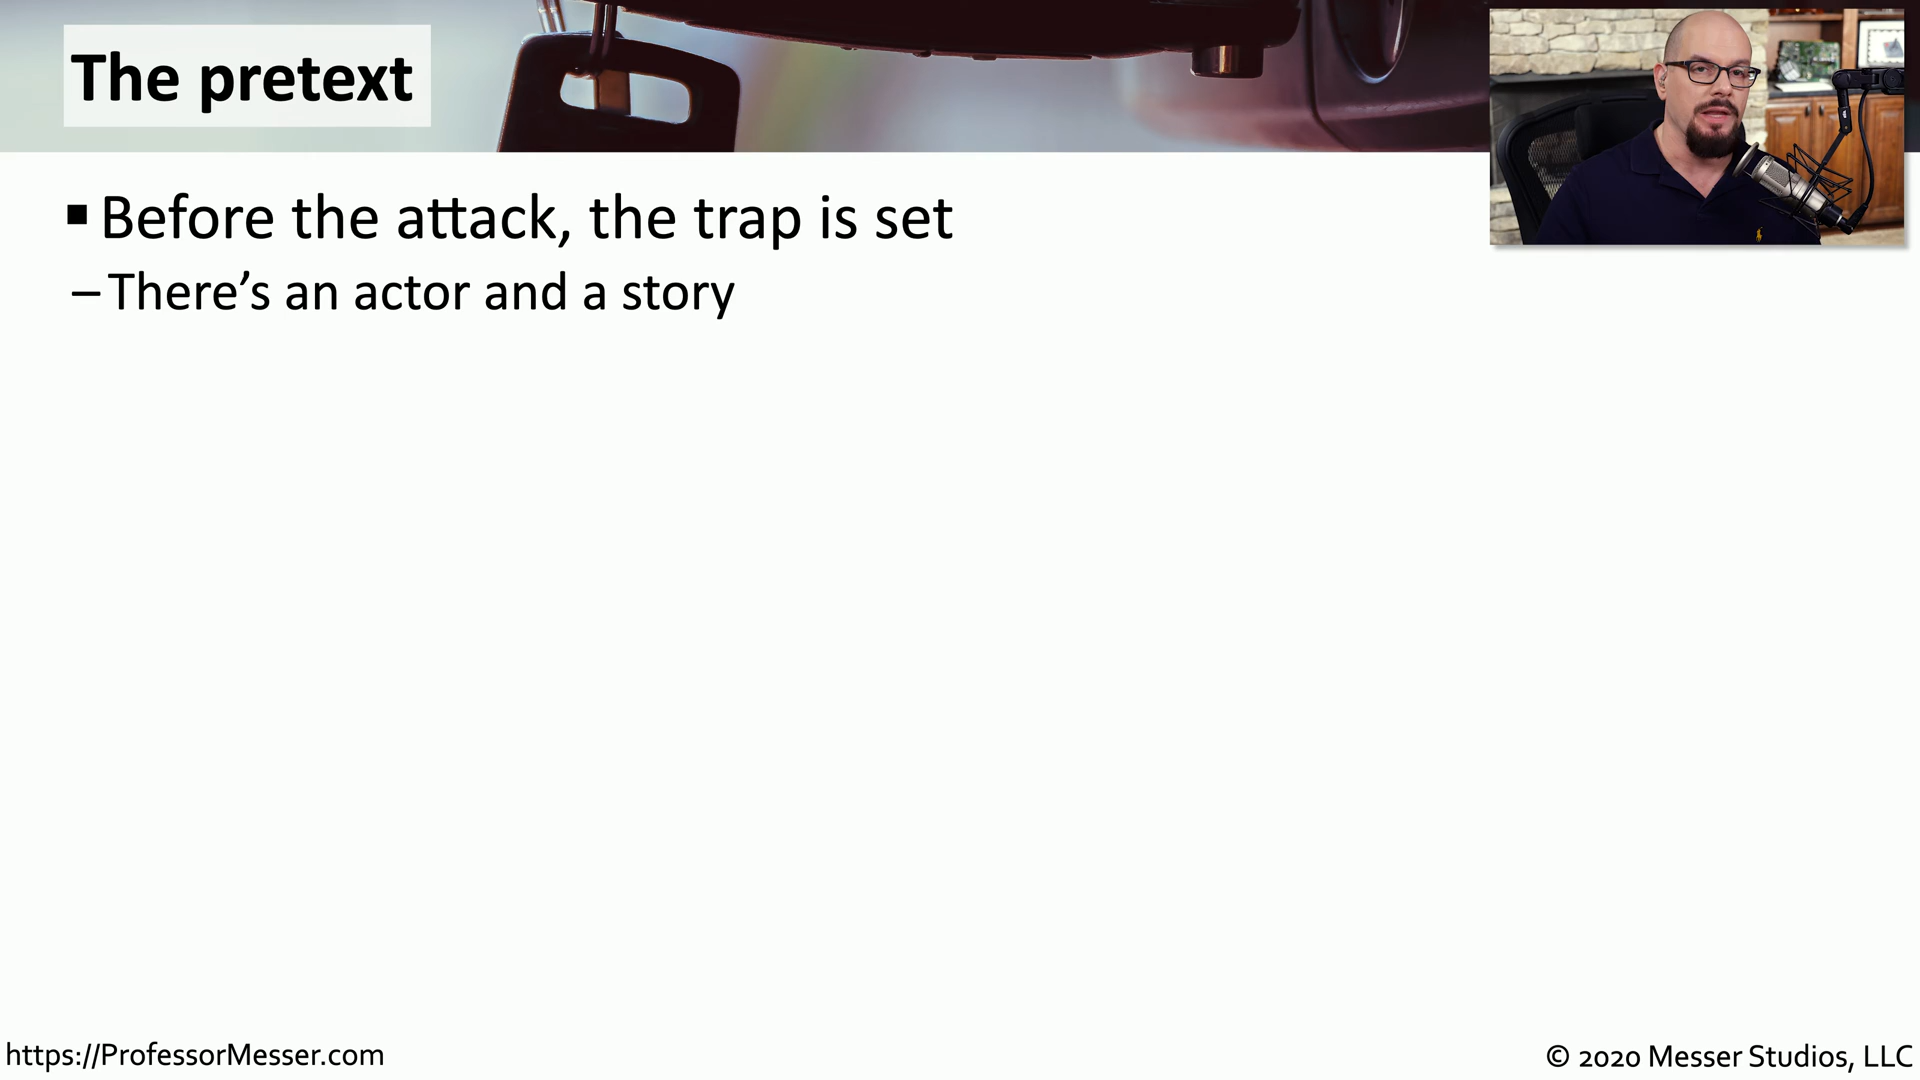 The pretext
▪ Before the attack, the trap is set
– There’s an actor and a story
https://ProfessorMesser.com
© 2020 Messer Studios, LLC